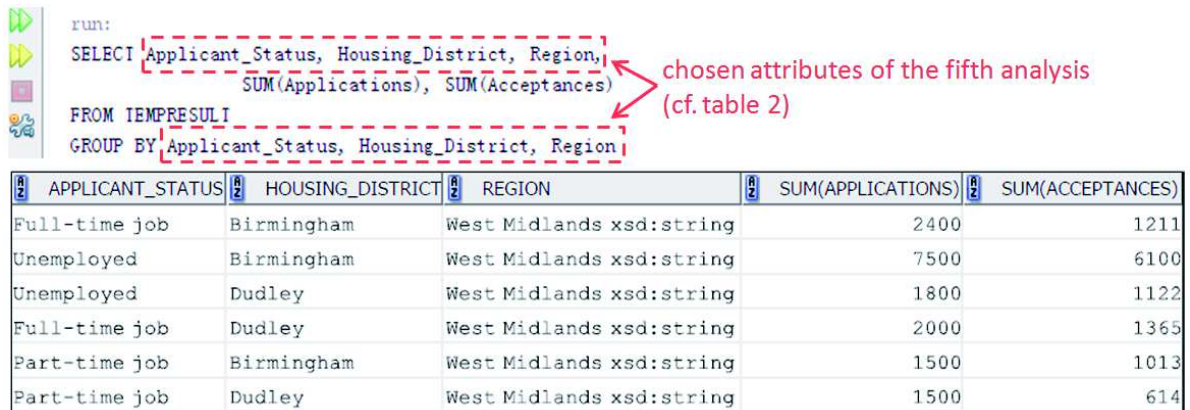 run:
SELECT Applicant_Status, Housing_District, Region,
SUM(Applications), SUM(Acceptances)
FROM TEMPRESULT
GROUP BY Applicant_Status, Housing_District, Region
chosen attributes of the fifth analysis
(cf. table 2)
APPLICANT_STATUS HOUSING_DISTRICT REGION SUM(APPLICATIONS) SUM(ACCEPTANCES)
Full-time job Birmingham West Midlands xsd:string 2400 1211
Unemployed Birmingham West Midlands xsd:string 7500 6100
Unemployed Dudley West Midlands xsd:string 1800 1122
Full-time job Dudley West Midlands xsd:string 2000 1365
Part-time job Birmingham West Midlands xsd:string 1500 1013
Part-time job Dudley West Midlands xsd:string 1500 614